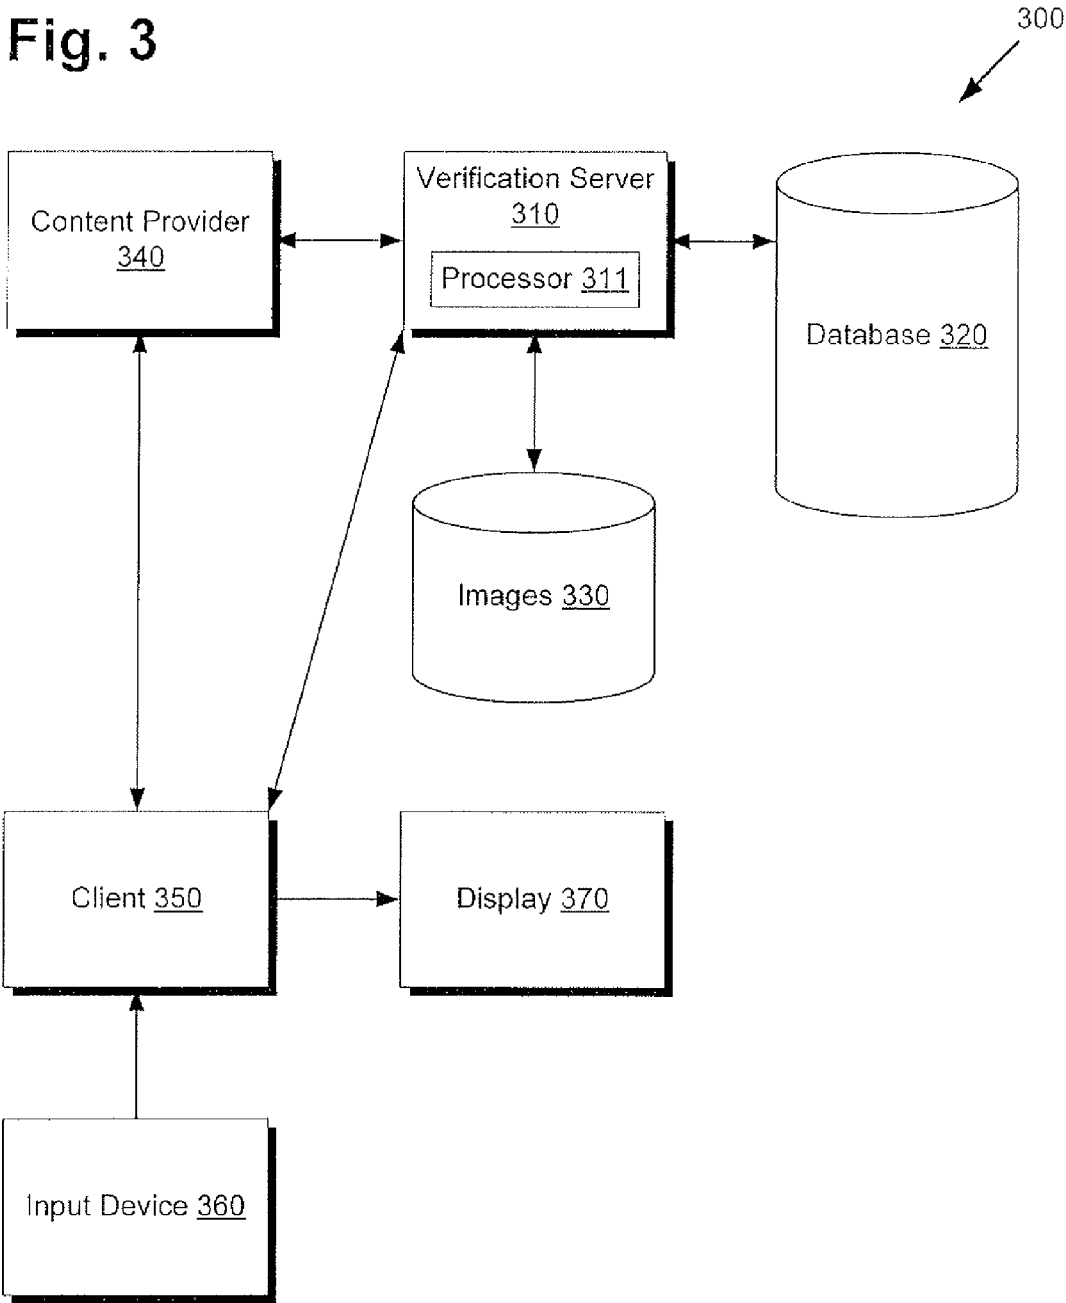 Fig. 3
300
Content Provider
340
Verification Server
310
Processor 311
Database 320
Images 330
Client 350
Display 370
Input Device 360